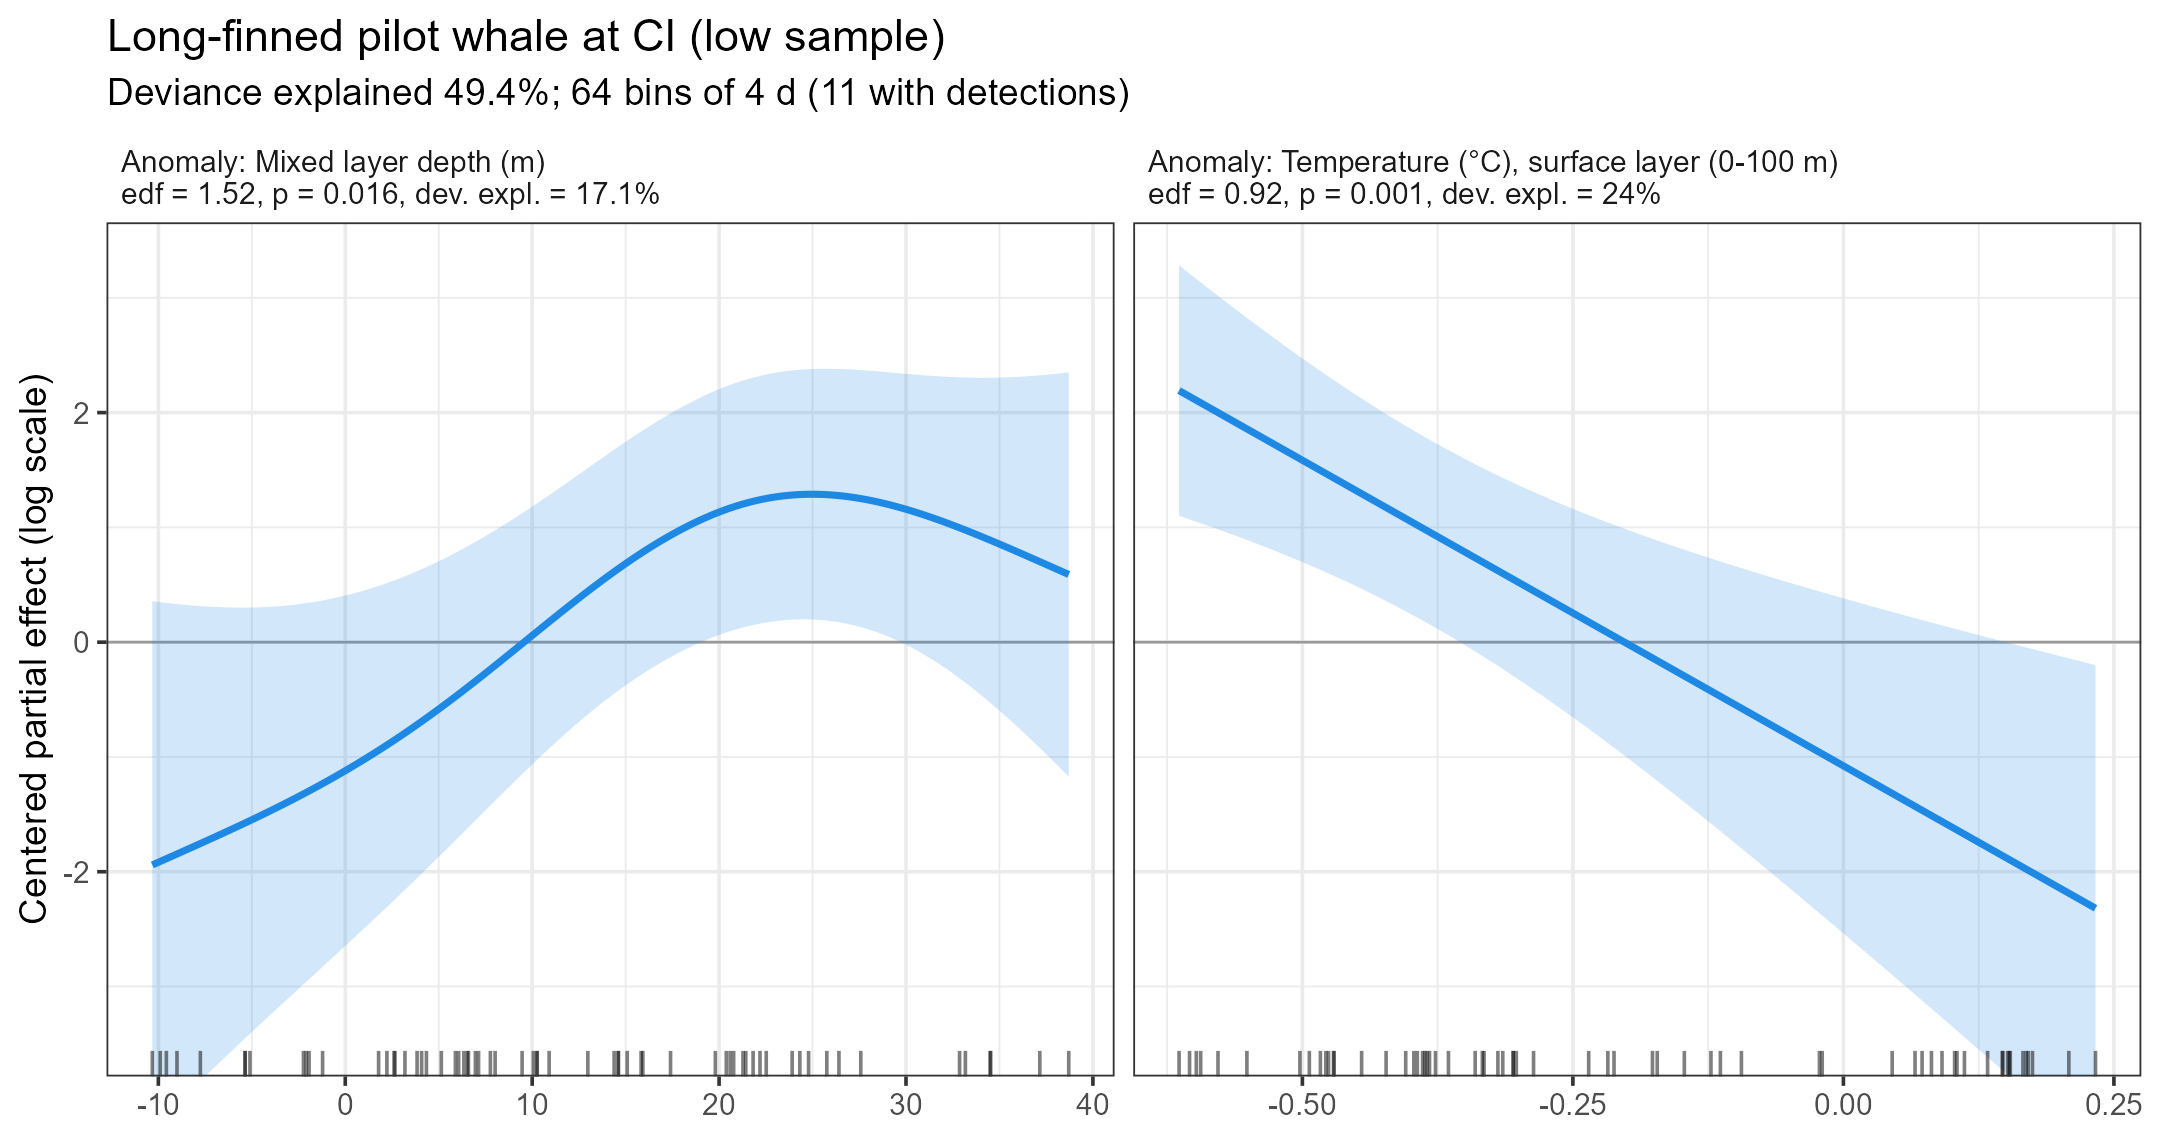 Long-finned pilot whale at CI (low sample)
Deviance explained 49.4%; 64 bins of 4 d (11 with detections)
Anomaly: Mixed layer depth (m)
edf = 1.52, p = 0.016, dev. expl. = 17.1%
Anomaly: Temperature (°C), surface layer (0-100 m)
edf = 0.92, p = 0.001, dev. expl. = 24%
Centered partial effect (log scale)
2
0
-2
-10 0 10 20 30 40
-0.50 -0.25 0.00 0.25